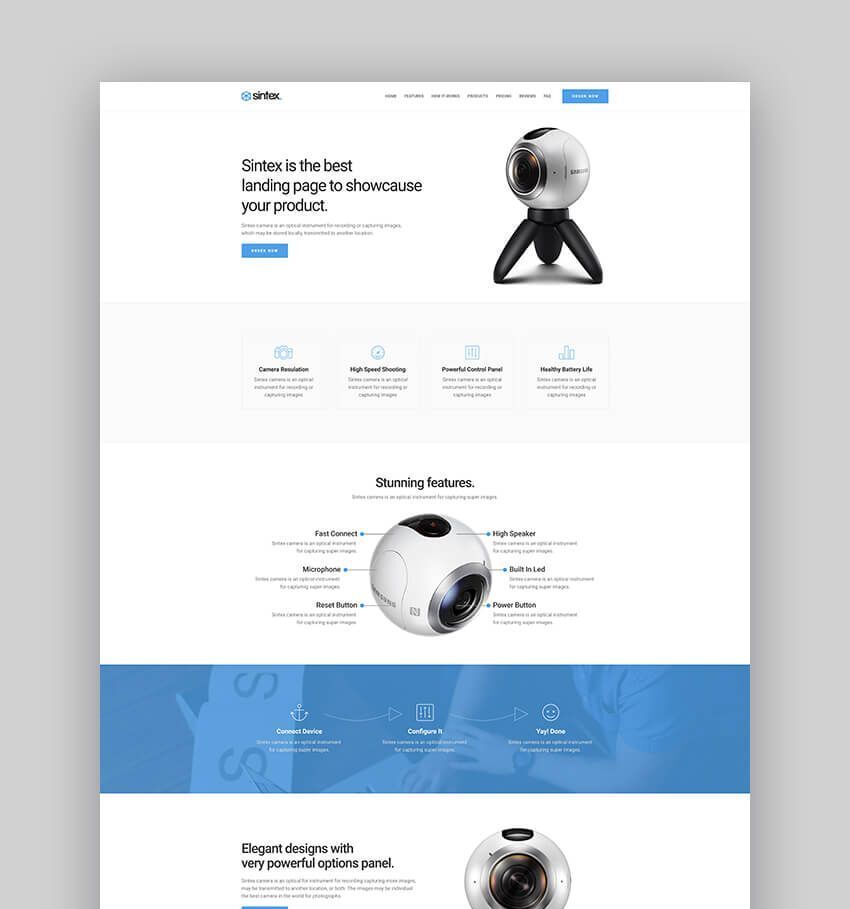 sintex.
HOME FEATURES HOW IT WORKS PRODUCTS PRICING REVIEWS FAQ ORDER NOW
Sintex is the best
landing page to showcause
your product.
Sintex camera is an optical instrument for recording or capturing images,
which may be stored locally, transmitted to another location.
ORDER NOW
SAMSUNG
Camera Resulation
Sintex camera is an optical
instrument for recording or
capturing images
High Speed Shooting
Sintex camera is an optical
instrument for recording or
capturing images
Powerful Control Panel
Sintex camera is an optical
instrument for recording or
capturing images
Healthy Battery Life
Sintex camera is an optical
instrument for recording or
capturing images
Stunning features.
Sintex camera is an optical instrument for capturing super images.
Fast Connect
Sintex camera is an optical instrument
for capturing super images.
Microphone
Sintex camera is an optical instrument
for capturing super images.
Reset Button
Sintex camera is an optical instrument
for capturing super images.
SAMSUNG
N
High Speaker
Sintex camera is an optical instrument
for capturing super images.
Built In Led
Sintex camera is an optical instrument
for capturing super images.
Power Button
Sintex camera is an optical instrument
for capturing super images.
S
S
S
Connect Device
Sintex camera is an optical instrument
for capturing super images.
Configure It
Sintex camera is an optical instrument
for capturing super images.
Yay! Done
Sintex camera is an optical instrument
for capturing super images.
Elegant designs with
very powerful options panel.
Sintex camera is an optical for instrument for recording capturing more images,
may be transmitted to another location, or both. The images may be individual
the best camera in the world for photographs.